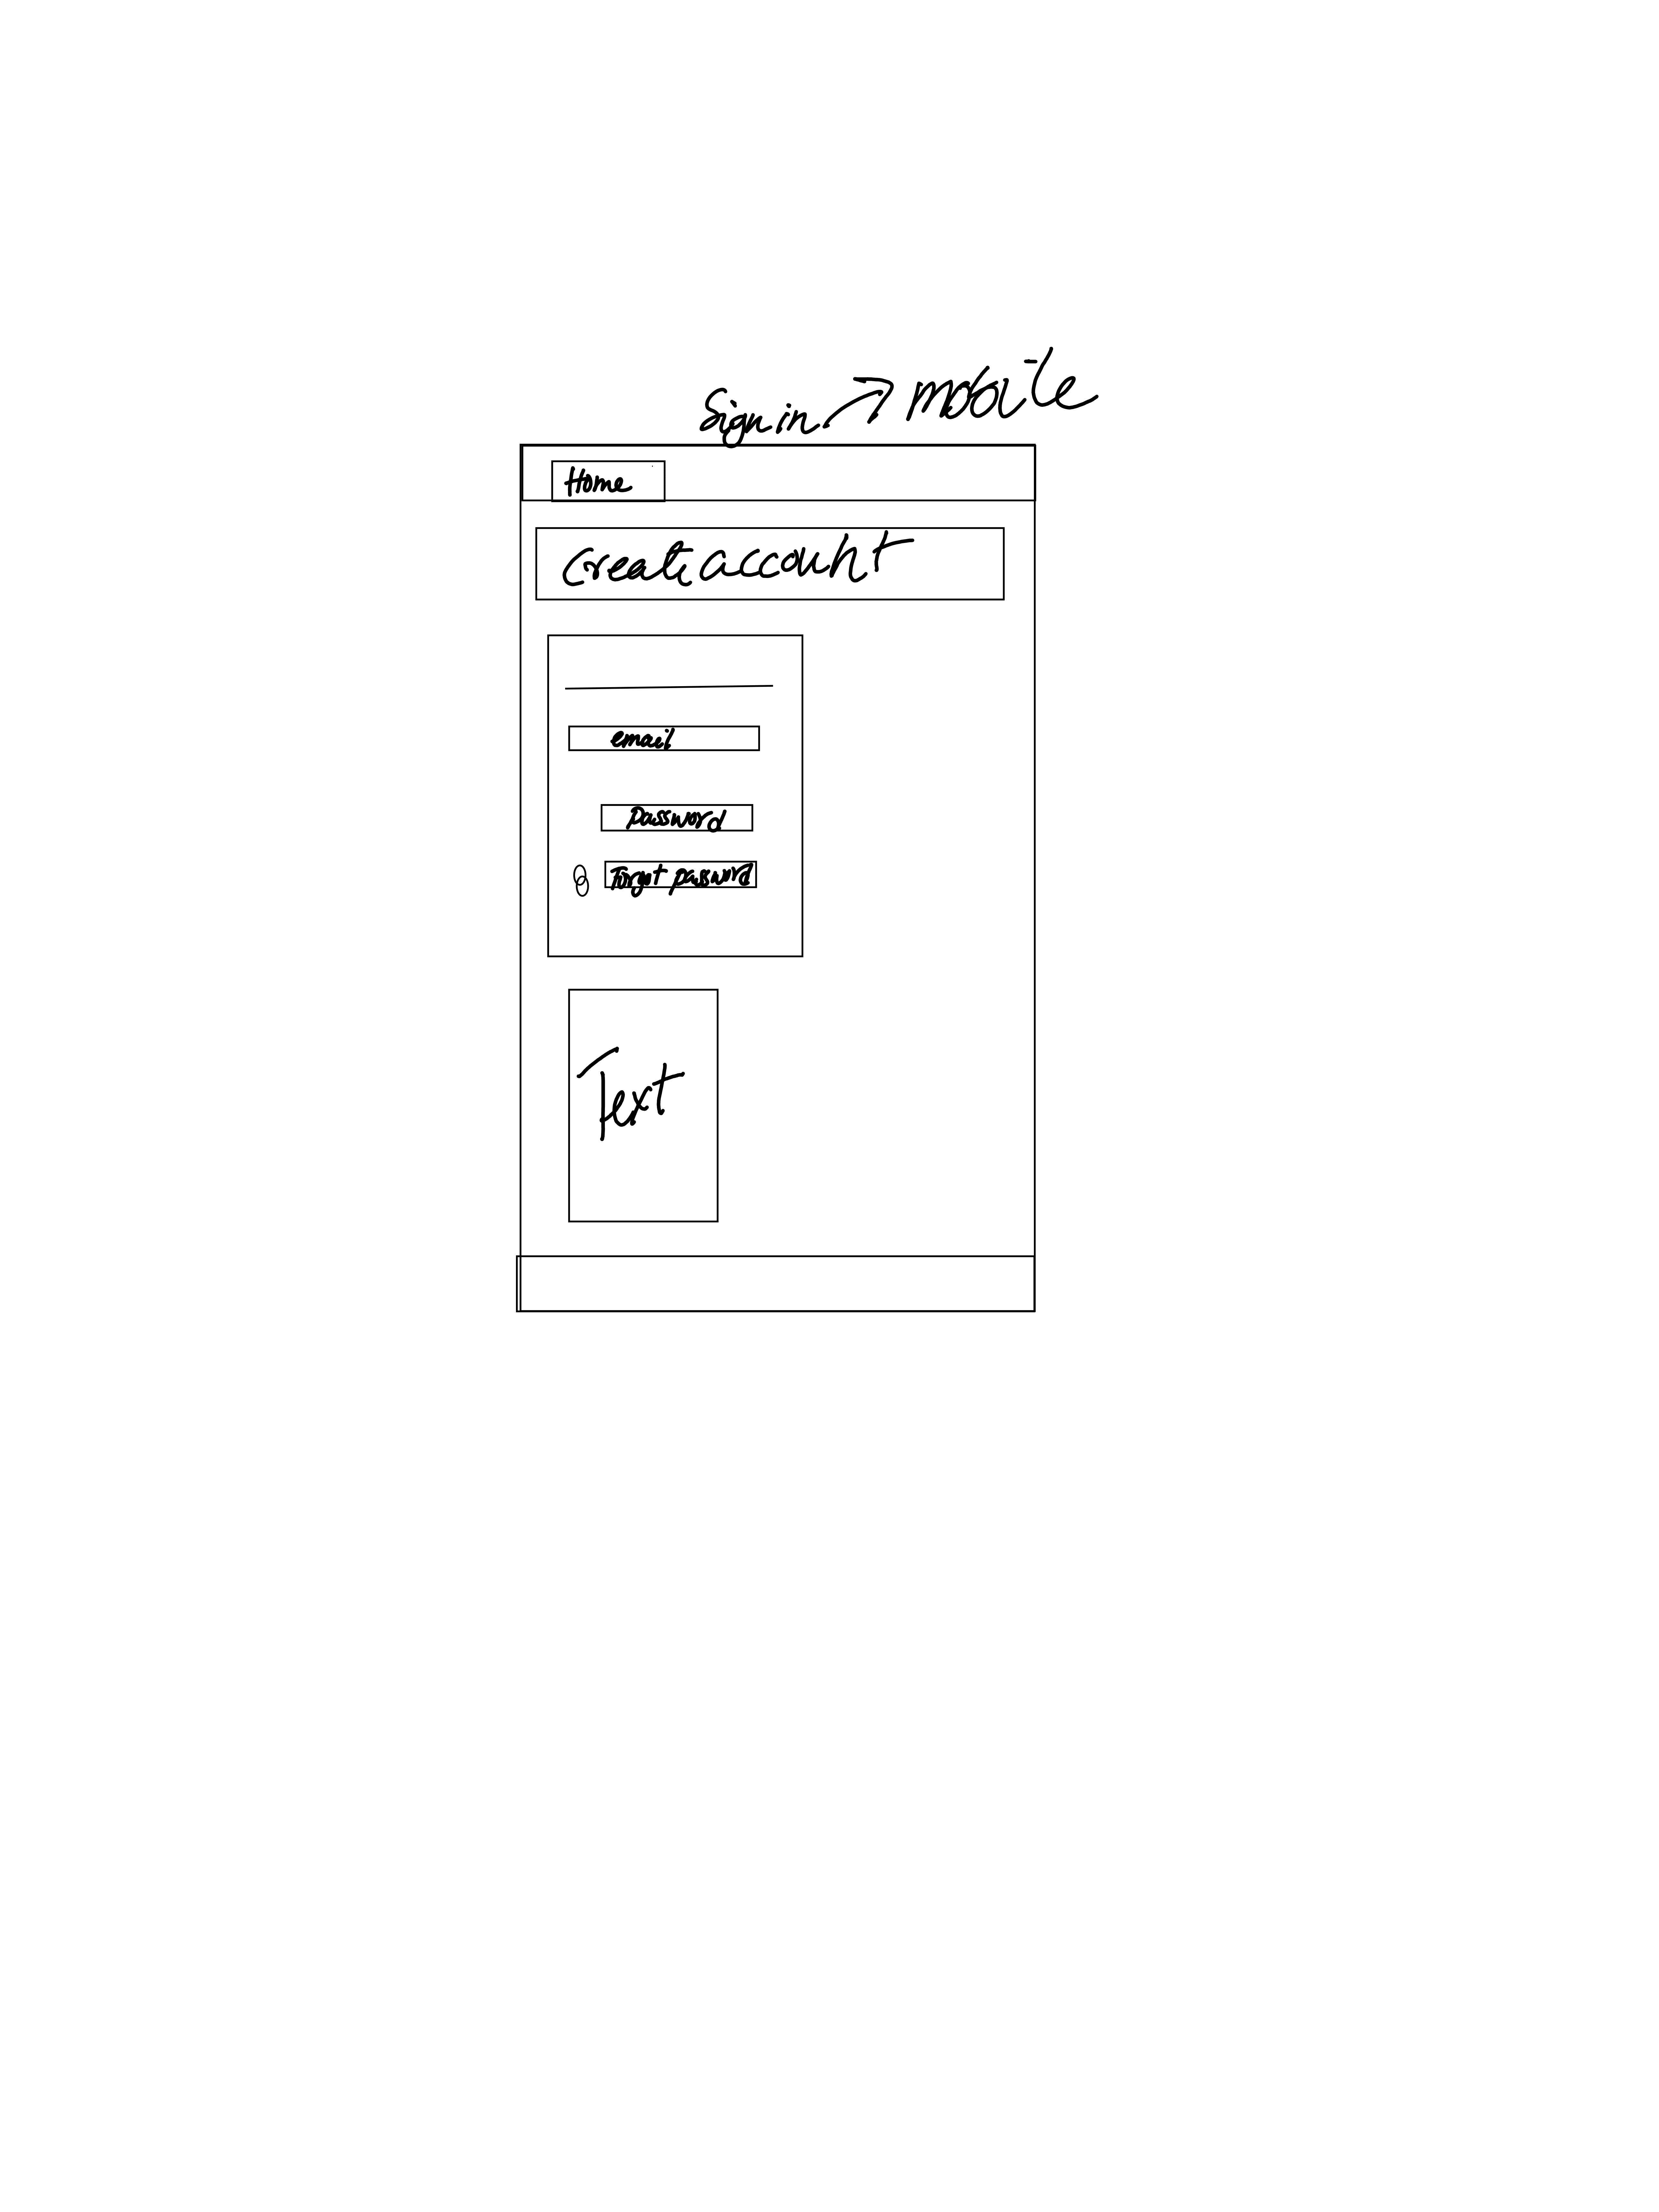 Sign in → mobile
Home
Create account
email
password
Forgot password
Text